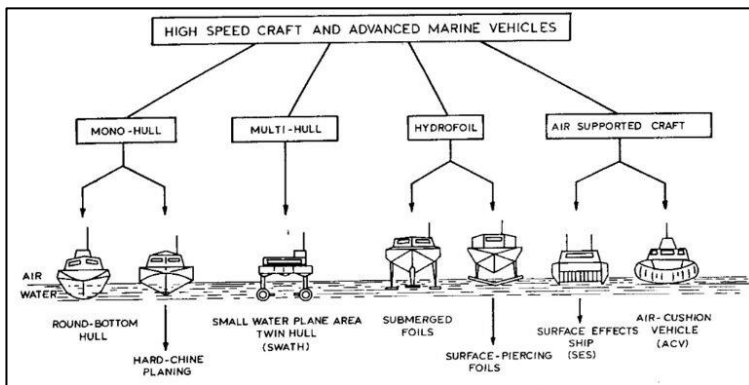 HIGH SPEED CRAFT AND ADVANCED MARINE VEHICLES
MONO-HULL
MULTI-HULL
HYDROFOIL
AIR SUPPORTED CRAFT
AIR
WATER
ROUND-BOTTOM
HULL
HARD-CHINE
PLANING
SMALL WATER PLANE AREA
TWIN HULL
(SWATH)
SUBMERGED
FOILS
SURFACE-PIERCING
FOILS
SURFACE EFFECTS
SHIP
(SES)
AIR-CUSHION
VEHICLE
(ACV)